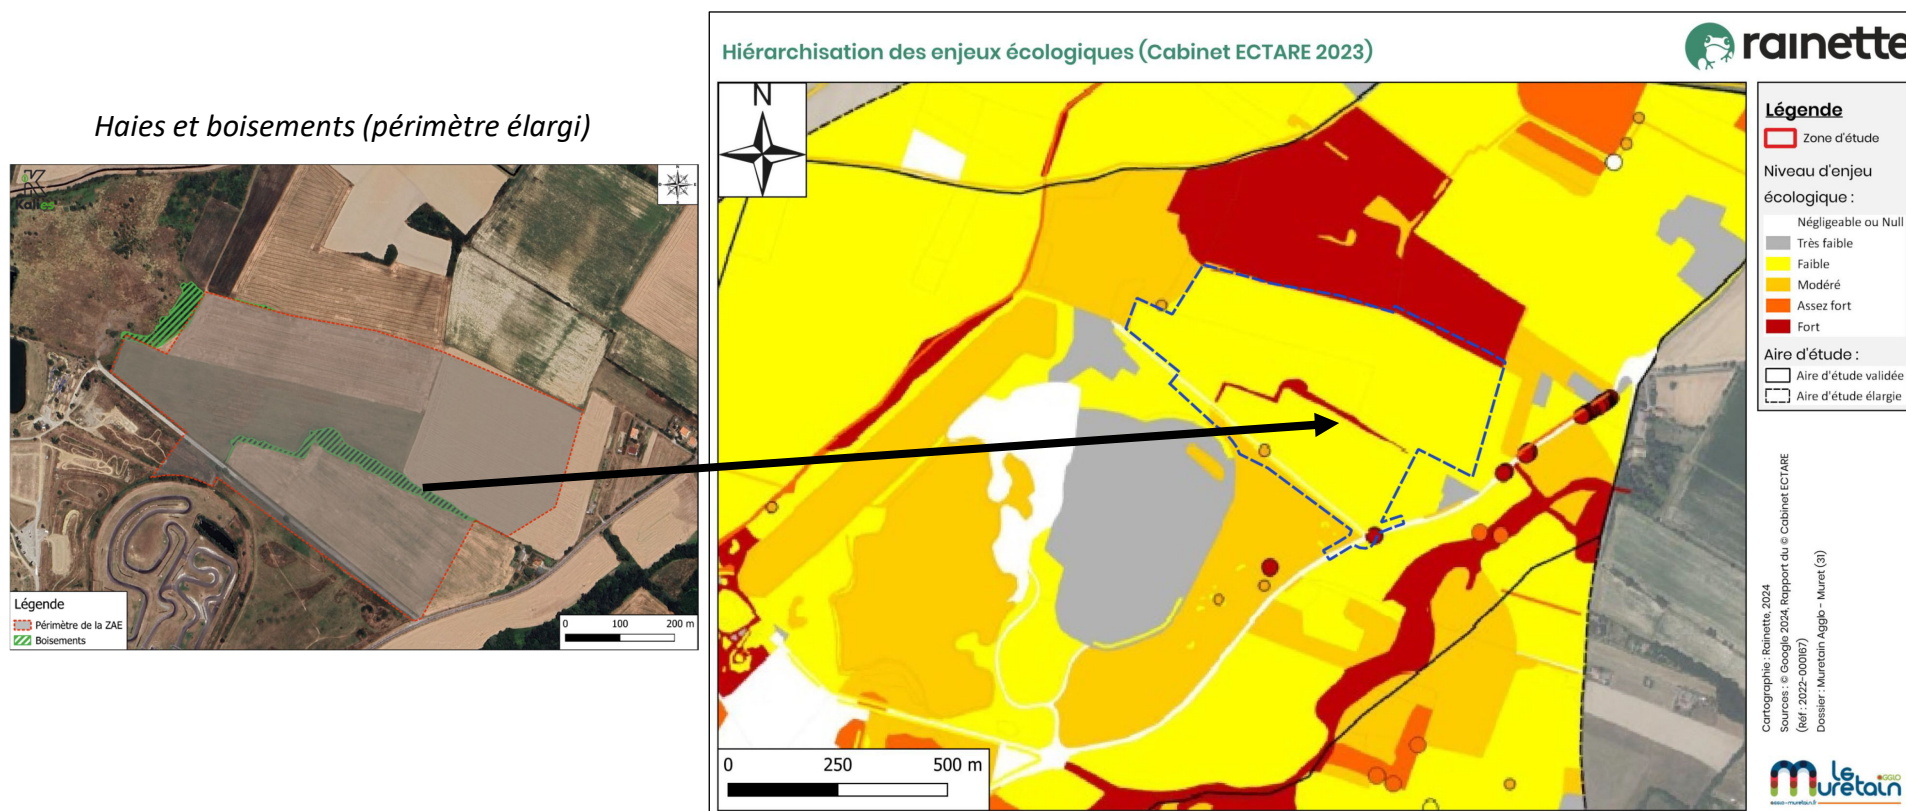 Haies et boisements (périmètre élargi)
Kalies
Légende
Périmètre de la ZAE
Boisements
0 100 200 m
Hiérarchisation des enjeux écologiques (Cabinet ECTARE 2023)
rainette
N
0 250 500 m
Légende
Zone d'étude
Niveau d'enjeu
écologique :
Négligeable ou Null
Très faible
Faible
Modéré
Assez fort
Fort
Aire d'étude :
Aire d'étude validée
Aire d'étude élargie
Cartographie : Rainette, 2024
Sources : © Google 2024, Rapport du © Cabinet ECTARE
(Réf : 2022-000167)
Dossier : Muretain Agglo - Muret (31)
le Muretain
AGGLO